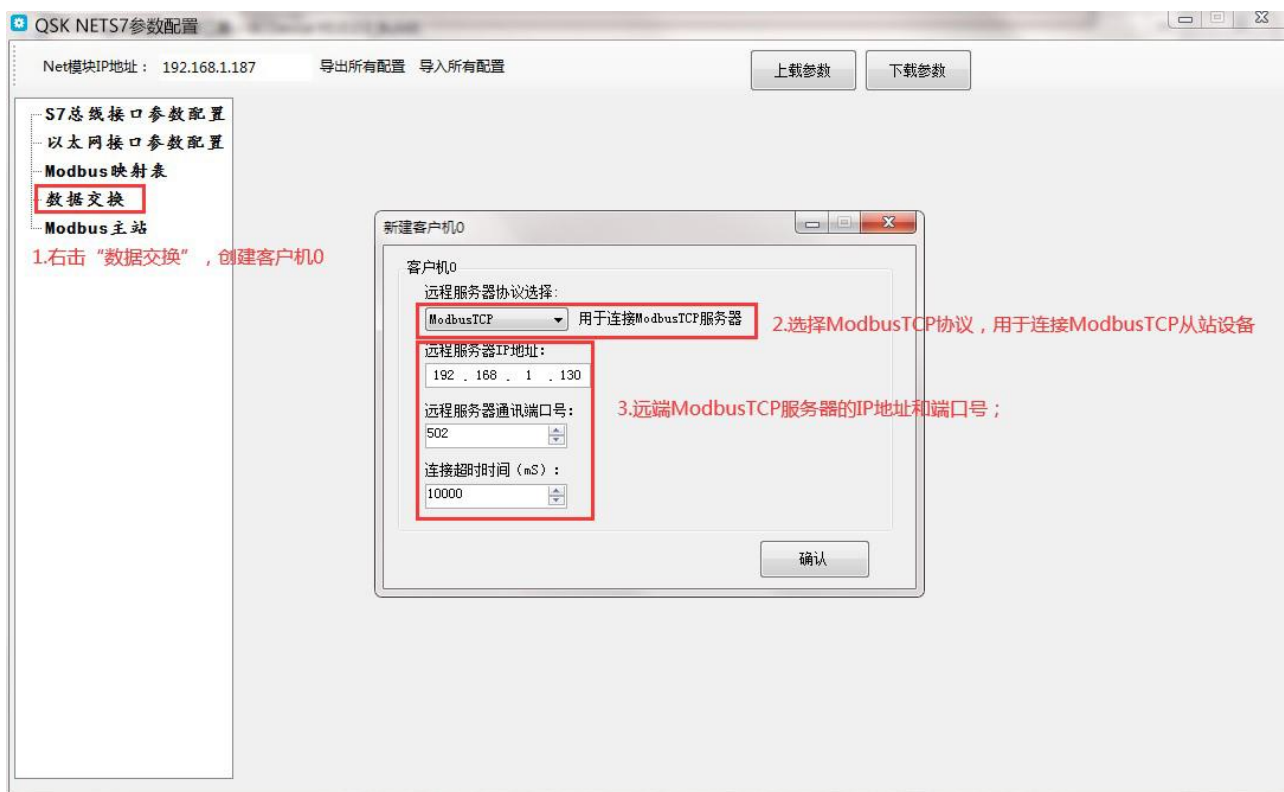 QSK NETS7参数配置
Net模块IP地址： 192.168.1.187 导出所有配置 导入所有配置 上载参数 下载参数
S7总线接口参数配置
以太网接口参数配置
Modbus映射表
数据交换
Modbus主站
1.右击“数据交换”，创建客户机0
新建客户机0
客户机0
远程服务器协议选择:
ModbusTCP 用于连接ModbusTCP服务器
2.选择ModbusTCP协议，用于连接ModbusTCP从站设备
远程服务器IP地址：
192 . 168 . 1 . 130
远程服务器通讯端口号：
3.远端ModbusTCP服务器的IP地址和端口号；
502
连接超时时间（mS）：
10000
确认